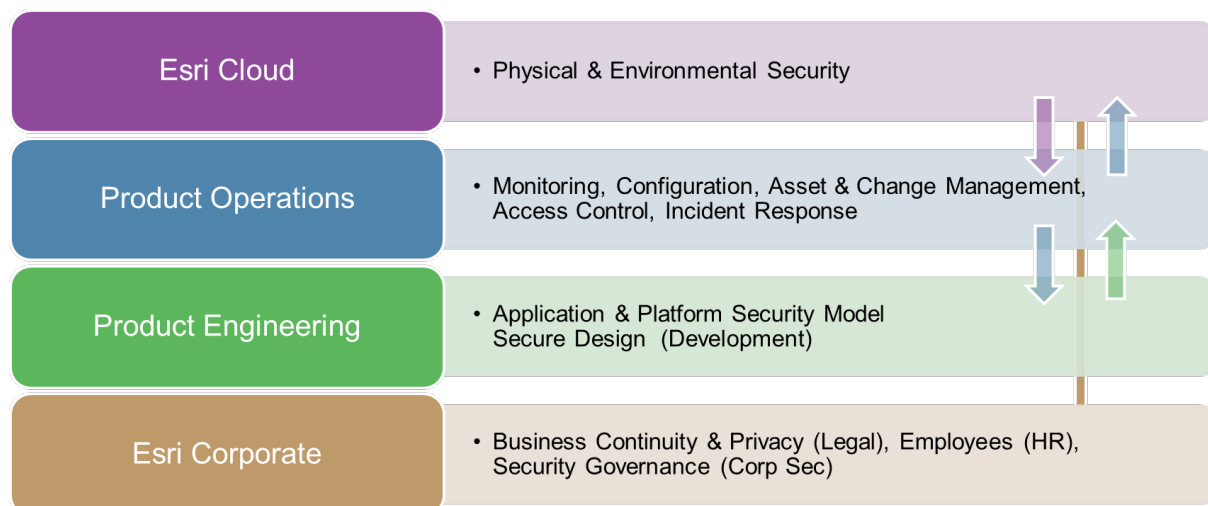 Esri Cloud
• Physical & Environmental Security
Product Operations
• Monitoring, Configuration, Asset & Change Management,
Access Control, Incident Response
Product Engineering
• Application & Platform Security Model
Secure Design (Development)
Esri Corporate
• Business Continuity & Privacy (Legal), Employees (HR),
Security Governance (Corp Sec)